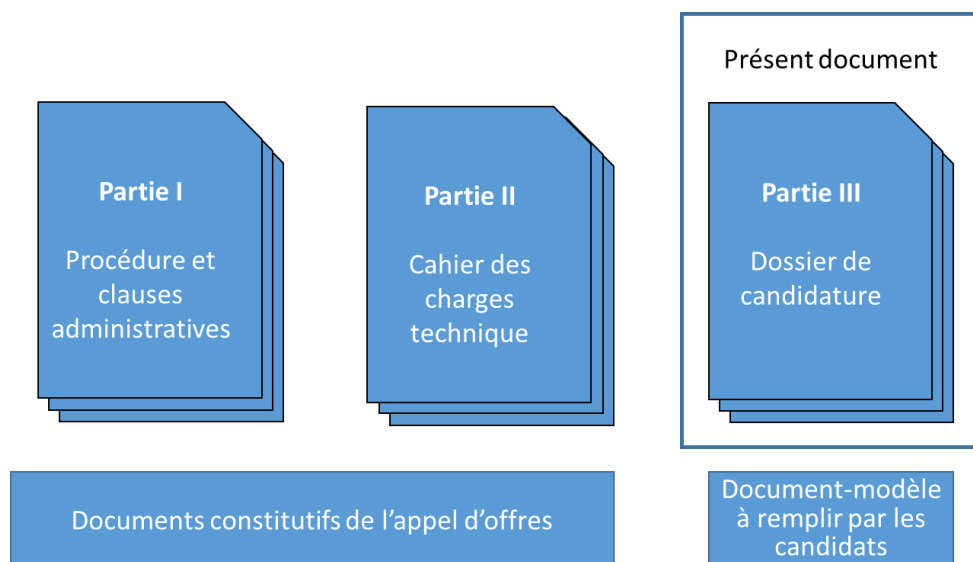 Présent document
Partie I
Procédure et
clauses
administratives
Partie II
Cahier des
charges
technique
Partie III
Dossier de
candidature
Documents constitutifs de l’appel d’offres
Document-modèle
à remplir par les
candidats